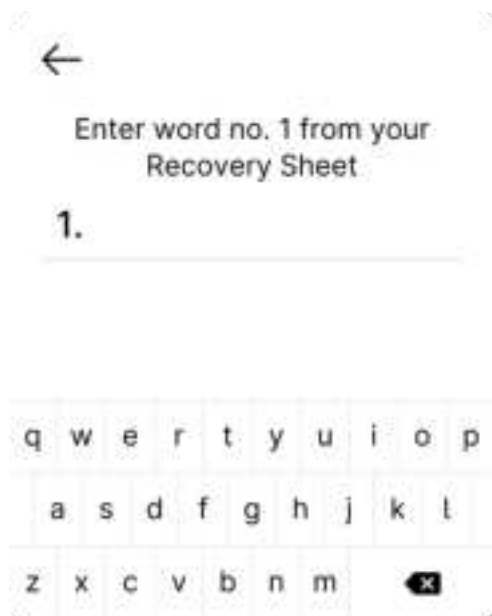 Enter word no. 1 from your
Recovery Sheet
1.
q w e r t y u i o p
a s d f g h j k l
z x c v b n m